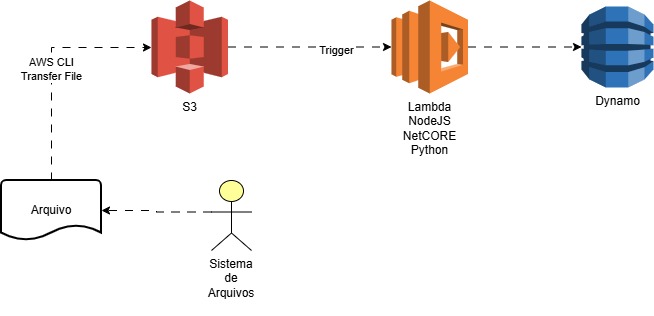 AWS CLI
Transfer File
Trigger
S3
Lambda
NodeJS
NetCORE
Python
Dynamo
Arquivo
Sistema
de
Arquivos